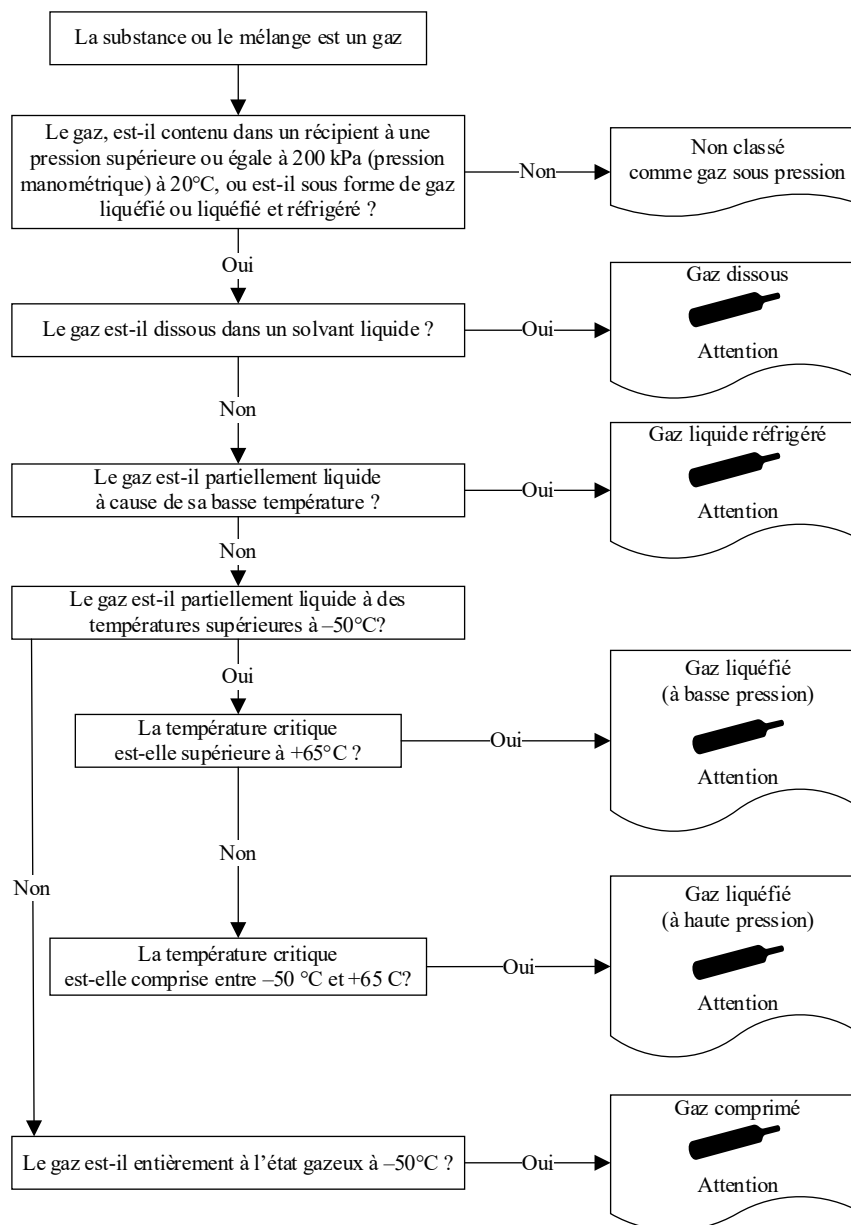 La substance ou le mélange est un gaz
Le gaz, est-il contenu dans un récipient à une
pression supérieure ou égale à 200 kPa (pression
manométrique) à 20°C, ou est-il sous forme de gaz
liquéfié ou liquéfié et réfrigéré ?
Non
Non classé
comme gaz sous pression
Oui
Le gaz est-il dissous dans un solvant liquide ?
Oui
Gaz dissous
Attention
Non
Le gaz est-il partiellement liquide
à cause de sa basse température ?
Oui
Gaz liquide réfrigéré
Attention
Non
Le gaz est-il partiellement liquide à des
températures supérieures à –50°C?
Oui
La température critique
est-elle supérieure à +65°C ?
Oui
Gaz liquéfié
(à basse pression)
Attention
Non
Non
La température critique
est-elle comprise entre –50 °C et +65 C?
Oui
Gaz liquéfié
(à haute pression)
Attention
Le gaz est-il entièrement à l’état gazeux à –50°C ?
Oui
Gaz comprimé
Attention